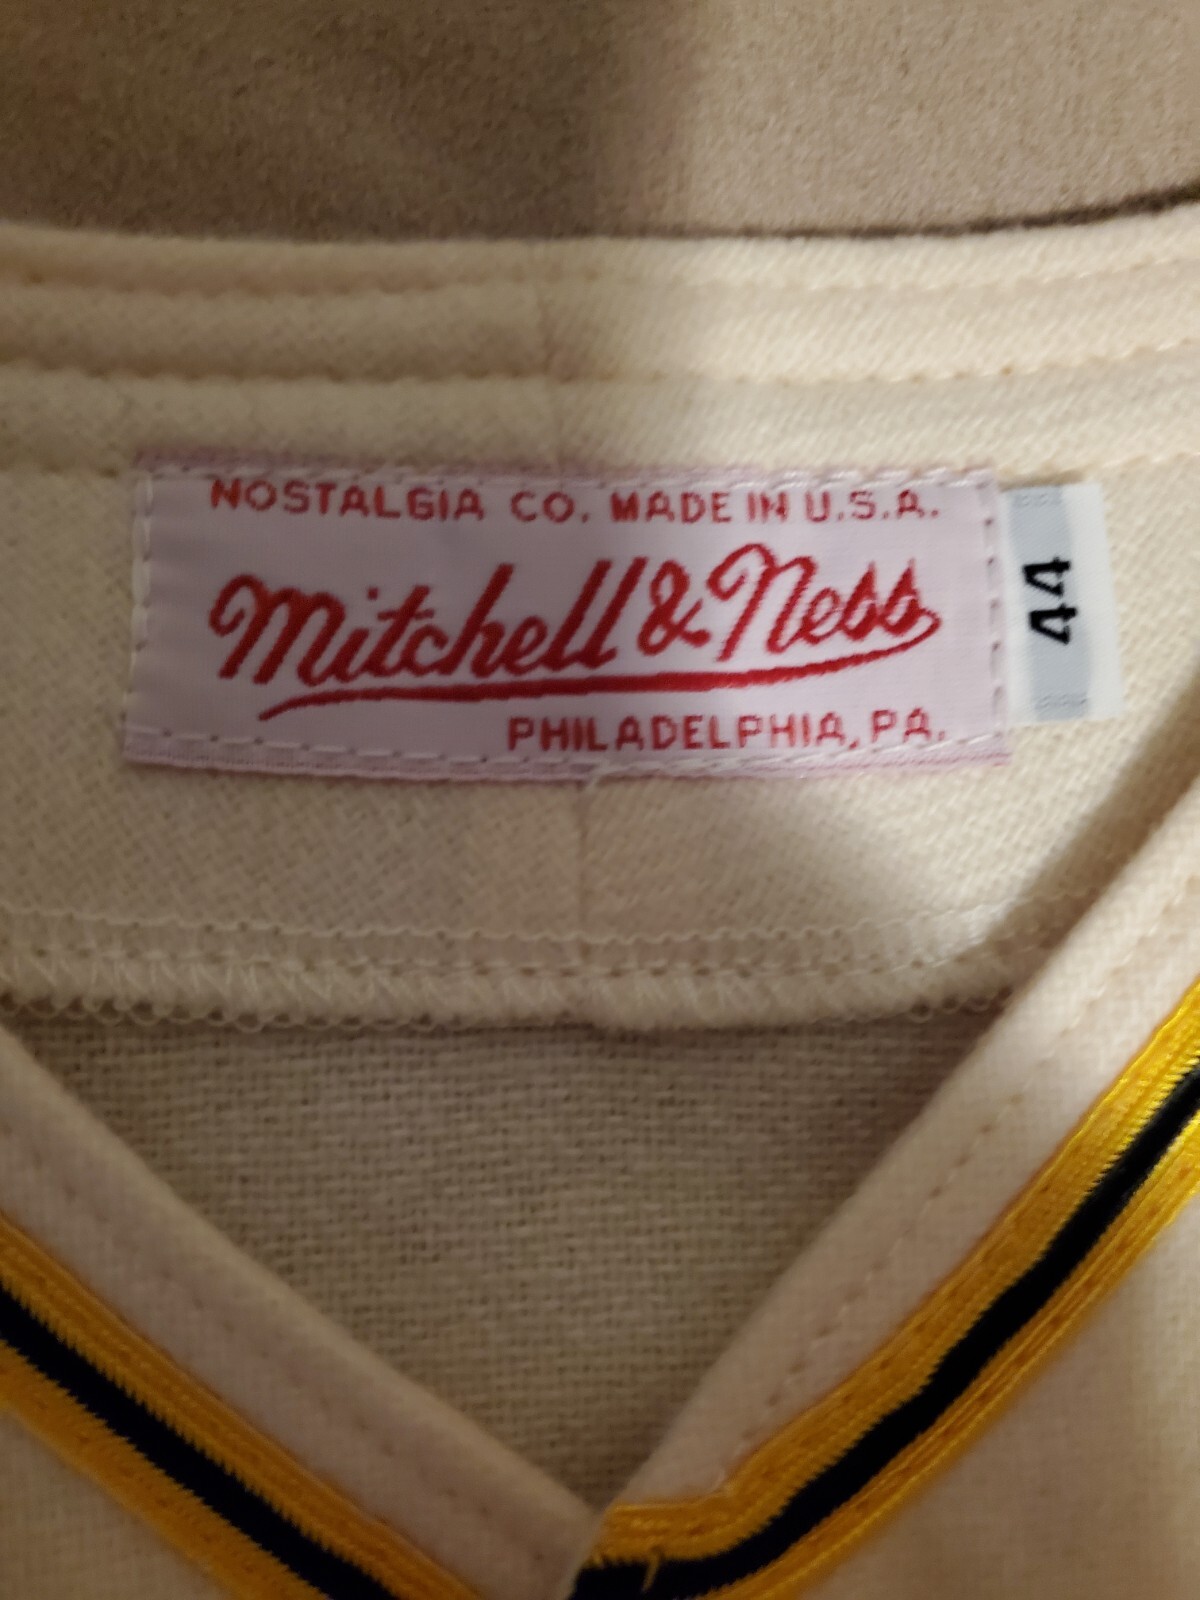 NOSTALGIA CO. MADE IN U.S.A.
Mitchell & Ness
PHILADELPHIA, PA.
44